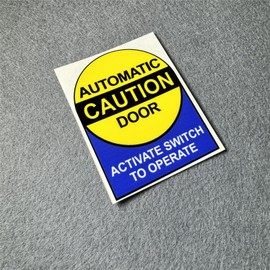 AUTOMATIC
CAUTION
DOOR
ACTIVATE SWITCH
TO OPERATE